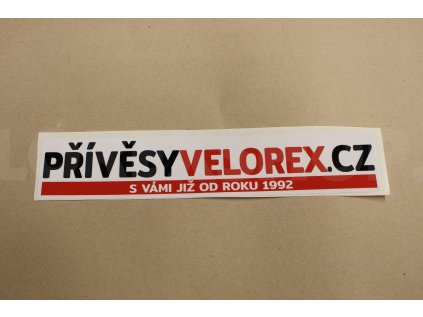 PŘÍVĚSYVELOREX.CZ
S VÁMI JIŽ OD ROKU 1992